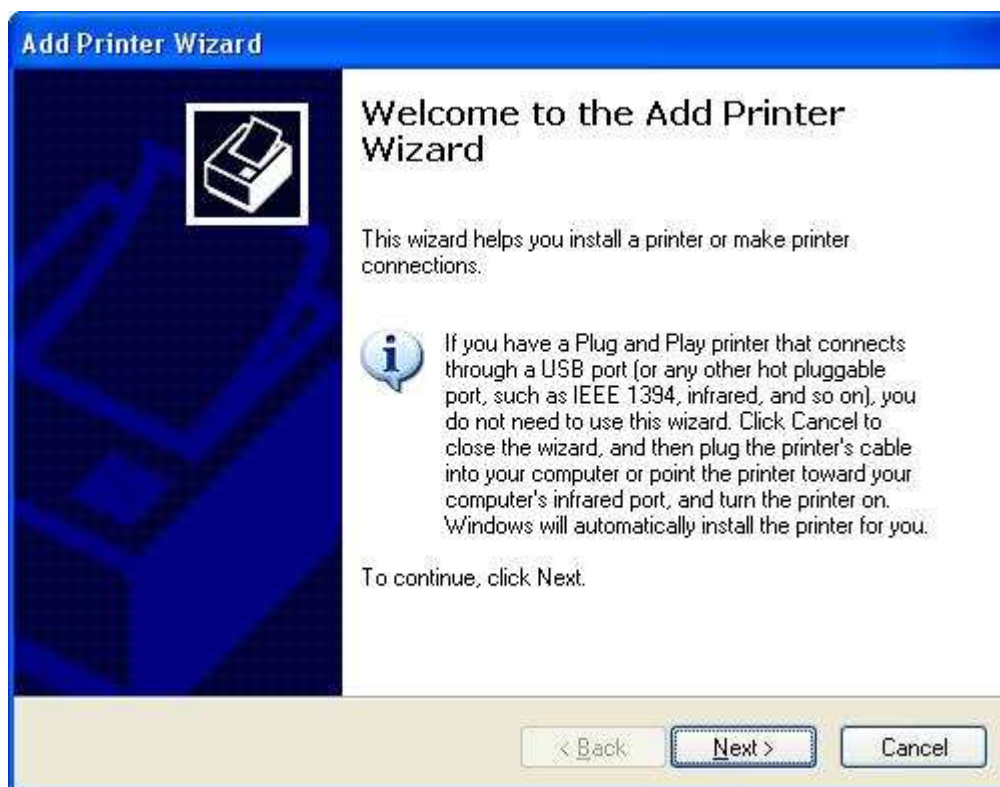 Add Printer Wizard
Welcome to the Add Printer
Wizard
This wizard helps you install a printer or make printer
connections.
If you have a Plug and Play printer that connects
through a USB port (or any other hot pluggable
port, such as IEEE 1394, infrared, and so on), you
do not need to use this wizard. Click Cancel to
close the wizard, and then plug the printer's cable
into your computer or point the printer toward your
computer's infrared port, and turn the printer on.
Windows will automatically install the printer for you.
To continue, click Next.
< Back Next > Cancel